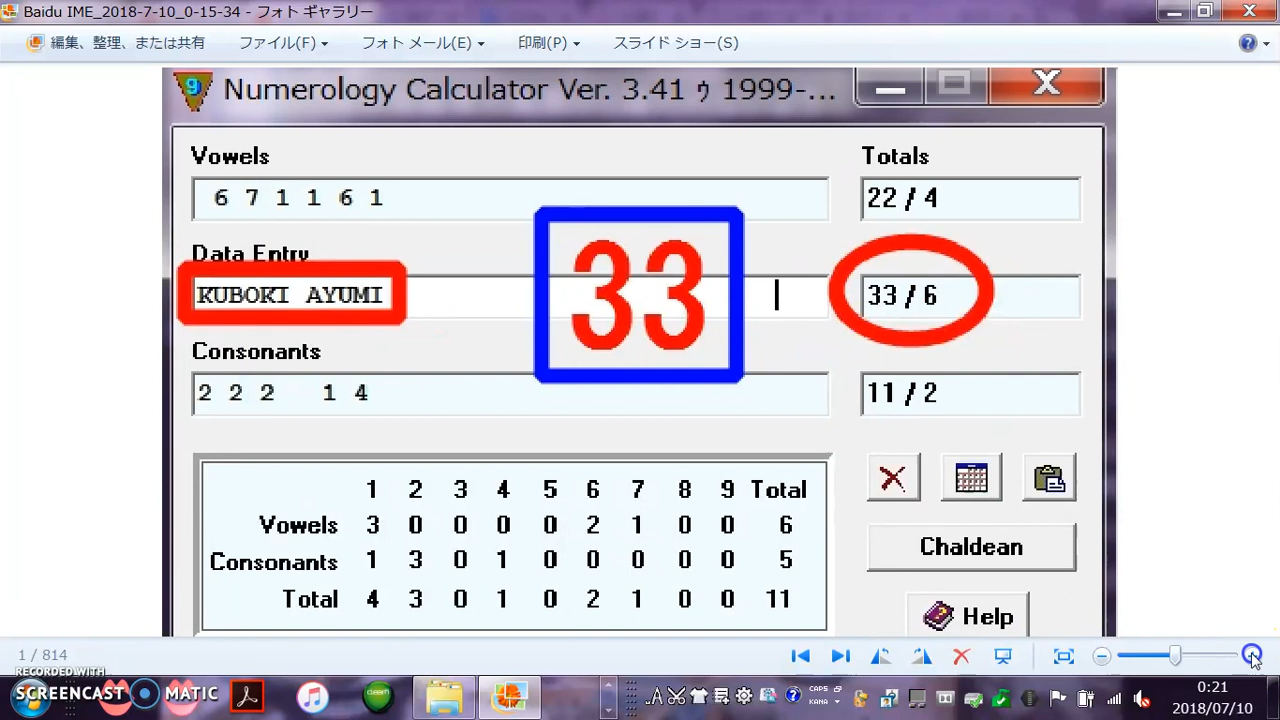 Baidu IME_2018-7-10_0-15-34 - フォト ギャラリー
編集、整理、または共有 ファイル(F) フォト メール(E) 印刷(P) スライド ショー(S)
Numerology Calculator Ver. 3.41 ゥ 1999-...
Vowels Totals
6 7 1 1 6 1 22 / 4
Data Entry
KUBOKI AYUMI 33 33 / 6
Consonants
2 2 2 1 4 11 / 2
1 2 3 4 5 6 7 8 9 Total
Vowels 3 0 0 0 0 2 1 0 0 6
Consonants 1 3 0 1 0 0 0 0 0 5
Total 4 3 0 1 0 2 1 0 0 11
Chaldean
Help
1 / 814
RECORDED WITH
SCREENCAST MATIC
CAPS
KANA
0:21
2018/07/10